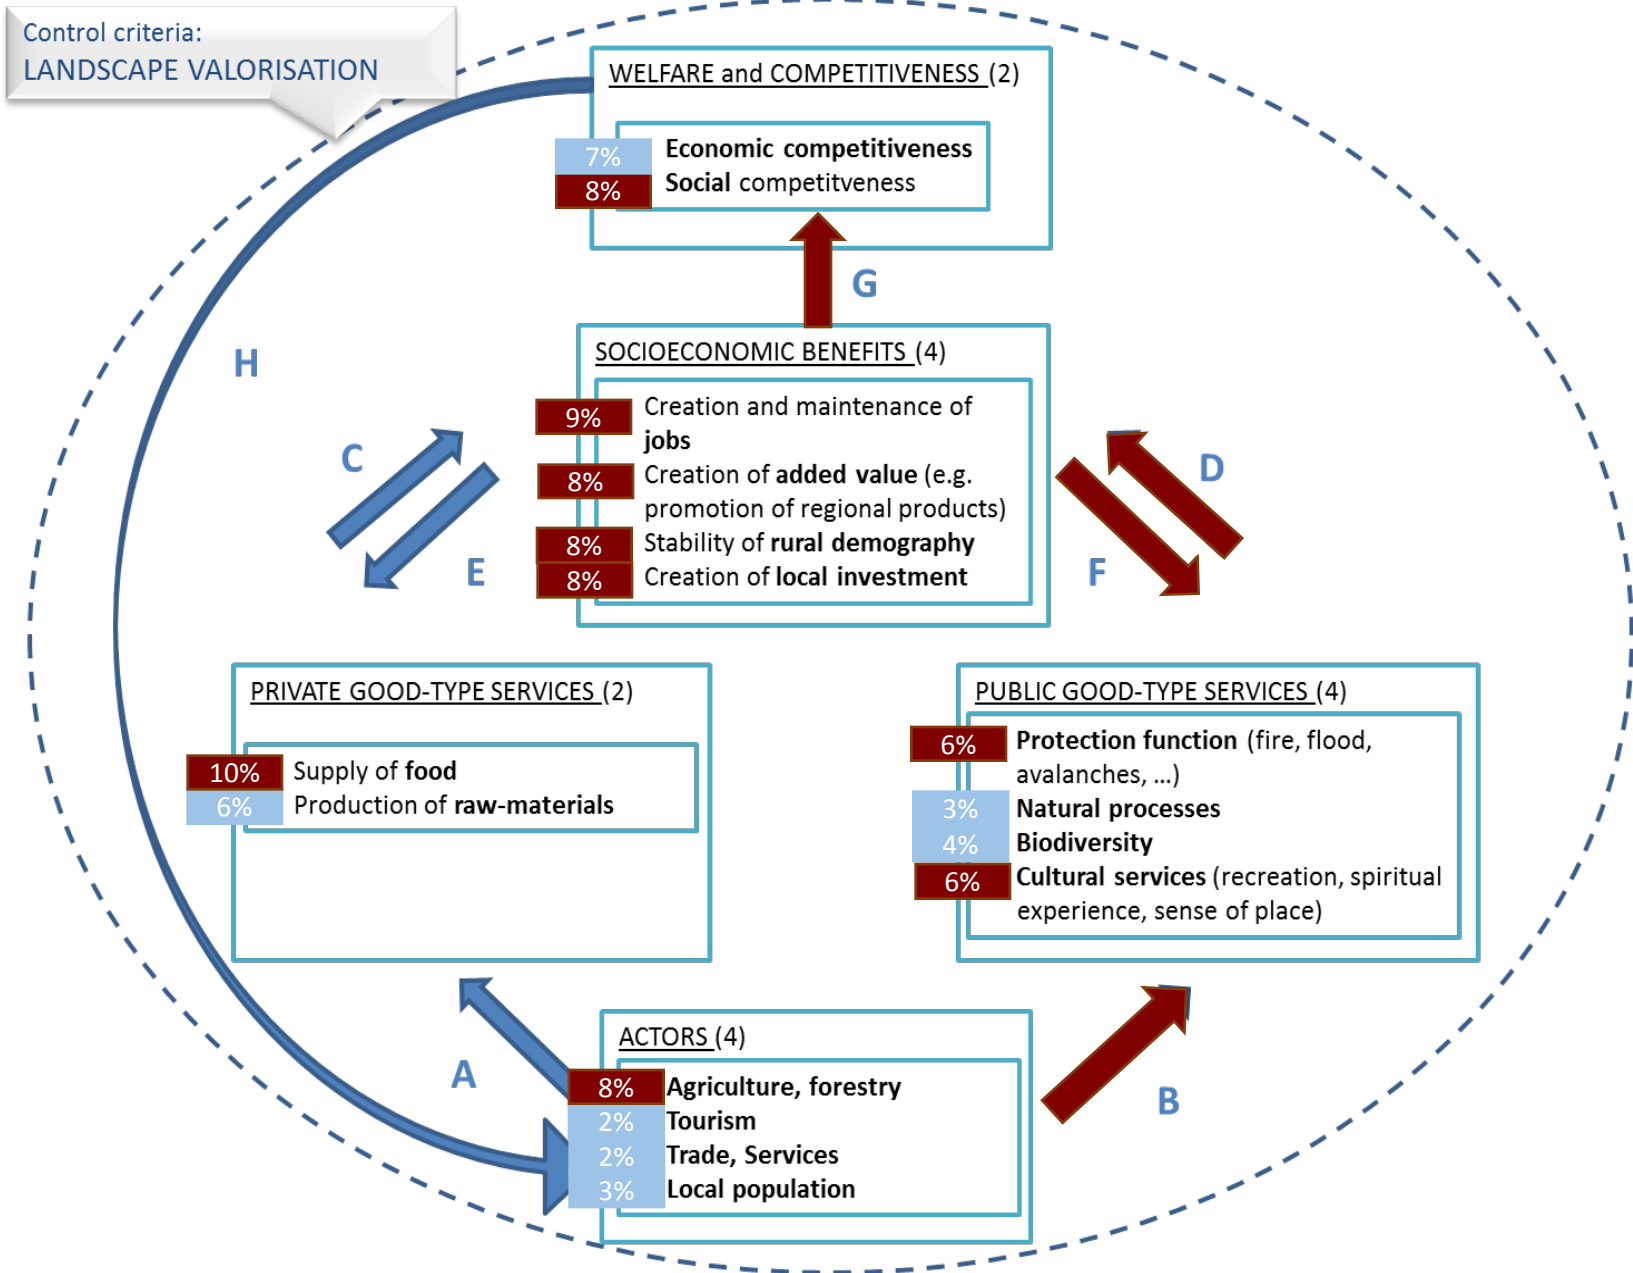 Control criteria:
LANDSCAPE VALORISATION
WELFARE and COMPETITIVENESS (2)
7% Economic competitiveness
8% Social competitveness
G
H
SOCIOECONOMIC BENEFITS (4)
9% Creation and maintenance of
jobs
8% Creation of added value (e.g.
promotion of regional products)
8% Stability of rural demography
8% Creation of local investment
C
E
D
F
PRIVATE GOOD-TYPE SERVICES (2)
10% Supply of food
6% Production of raw-materials
PUBLIC GOOD-TYPE SERVICES (4)
6% Protection function (fire, flood,
avalanches, ...)
3% Natural processes
4% Biodiversity
6% Cultural services (recreation, spiritual
experience, sense of place)
A
B
ACTORS (4)
8% Agriculture, forestry
2% Tourism
2% Trade, Services
3% Local population